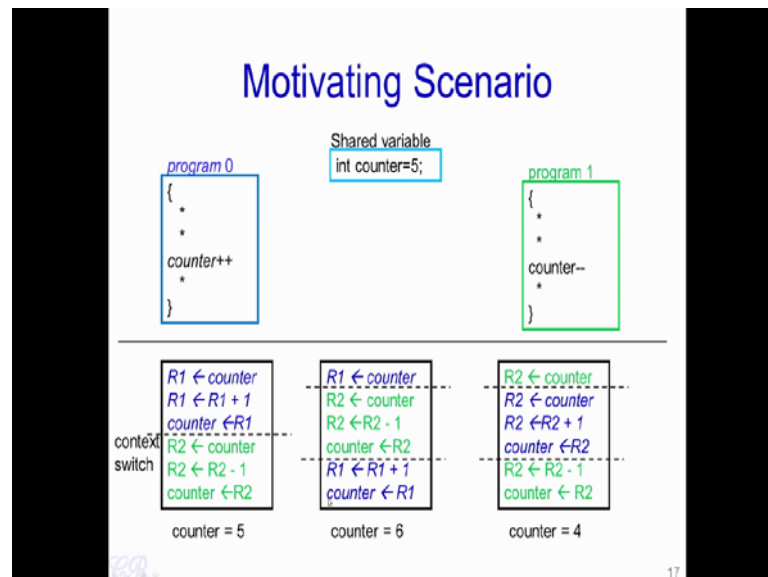 Motivating Scenario
Shared variable
int counter=5;
program 0
{
*
*
counter++
*
}
program 1
{
*
*
counter--
*
}
R1 ← counter
R1 ← R1 + 1
counter ←R1
R2 ← counter
R2 ← R2 - 1
counter ←R2
context
switch
counter = 5
R1 ← counter
R2 ← counter
R2 ←R2 - 1
counter ←R2
R1 ←R1 + 1
counter ← R1
counter = 6
R2 ← counter
R2 ← counter
R2 ←R2 + 1
counter ←R2
R2 ← R2 - 1
counter ← R2
counter = 4
17